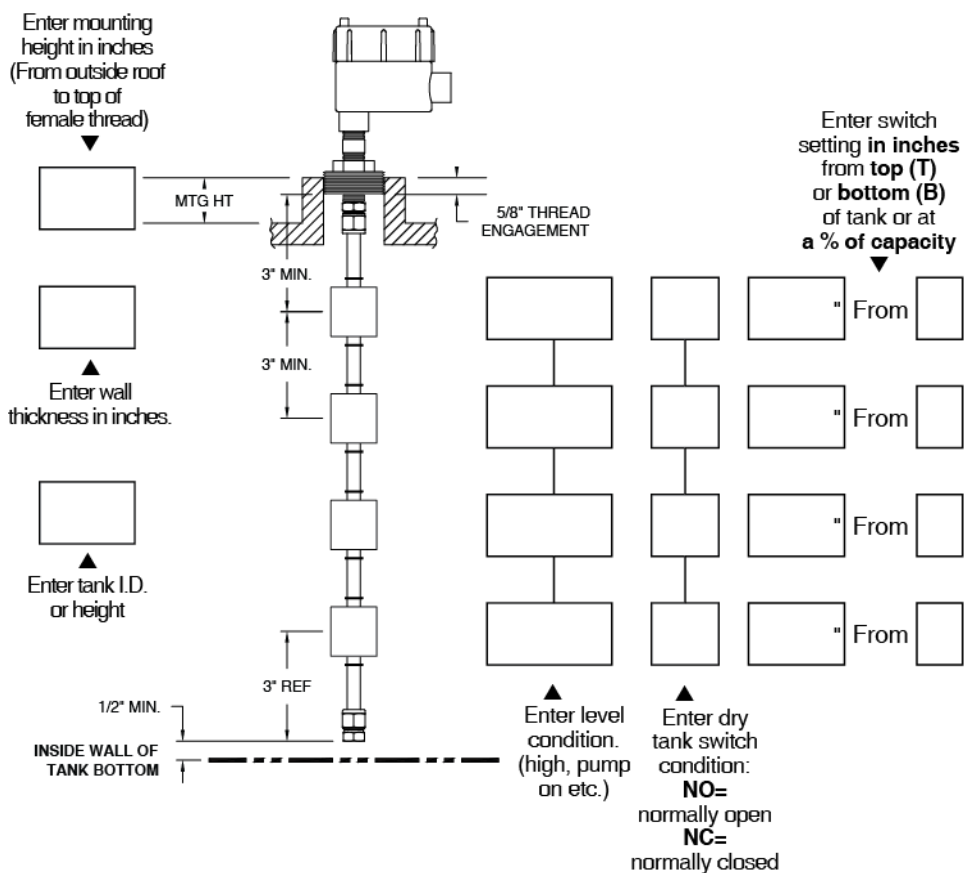 Enter mounting
height in inches
(From outside roof
to top of
female thread)
MTG HT
5/8" THREAD
ENGAGEMENT
Enter switch
setting in inches
from top (T)
or bottom (B)
of tank or at
a % of capacity
3" MIN.
" From
Enter wall
thickness in inches.
3" MIN.
" From
" From
Enter tank I.D.
or height
" From
3" REF
1/2" MIN.
INSIDE WALL OF
TANK BOTTOM
Enter level
condition.
(high, pump
on etc.)
Enter dry
tank switch
condition:
NO=
normally open
NC=
normally closed